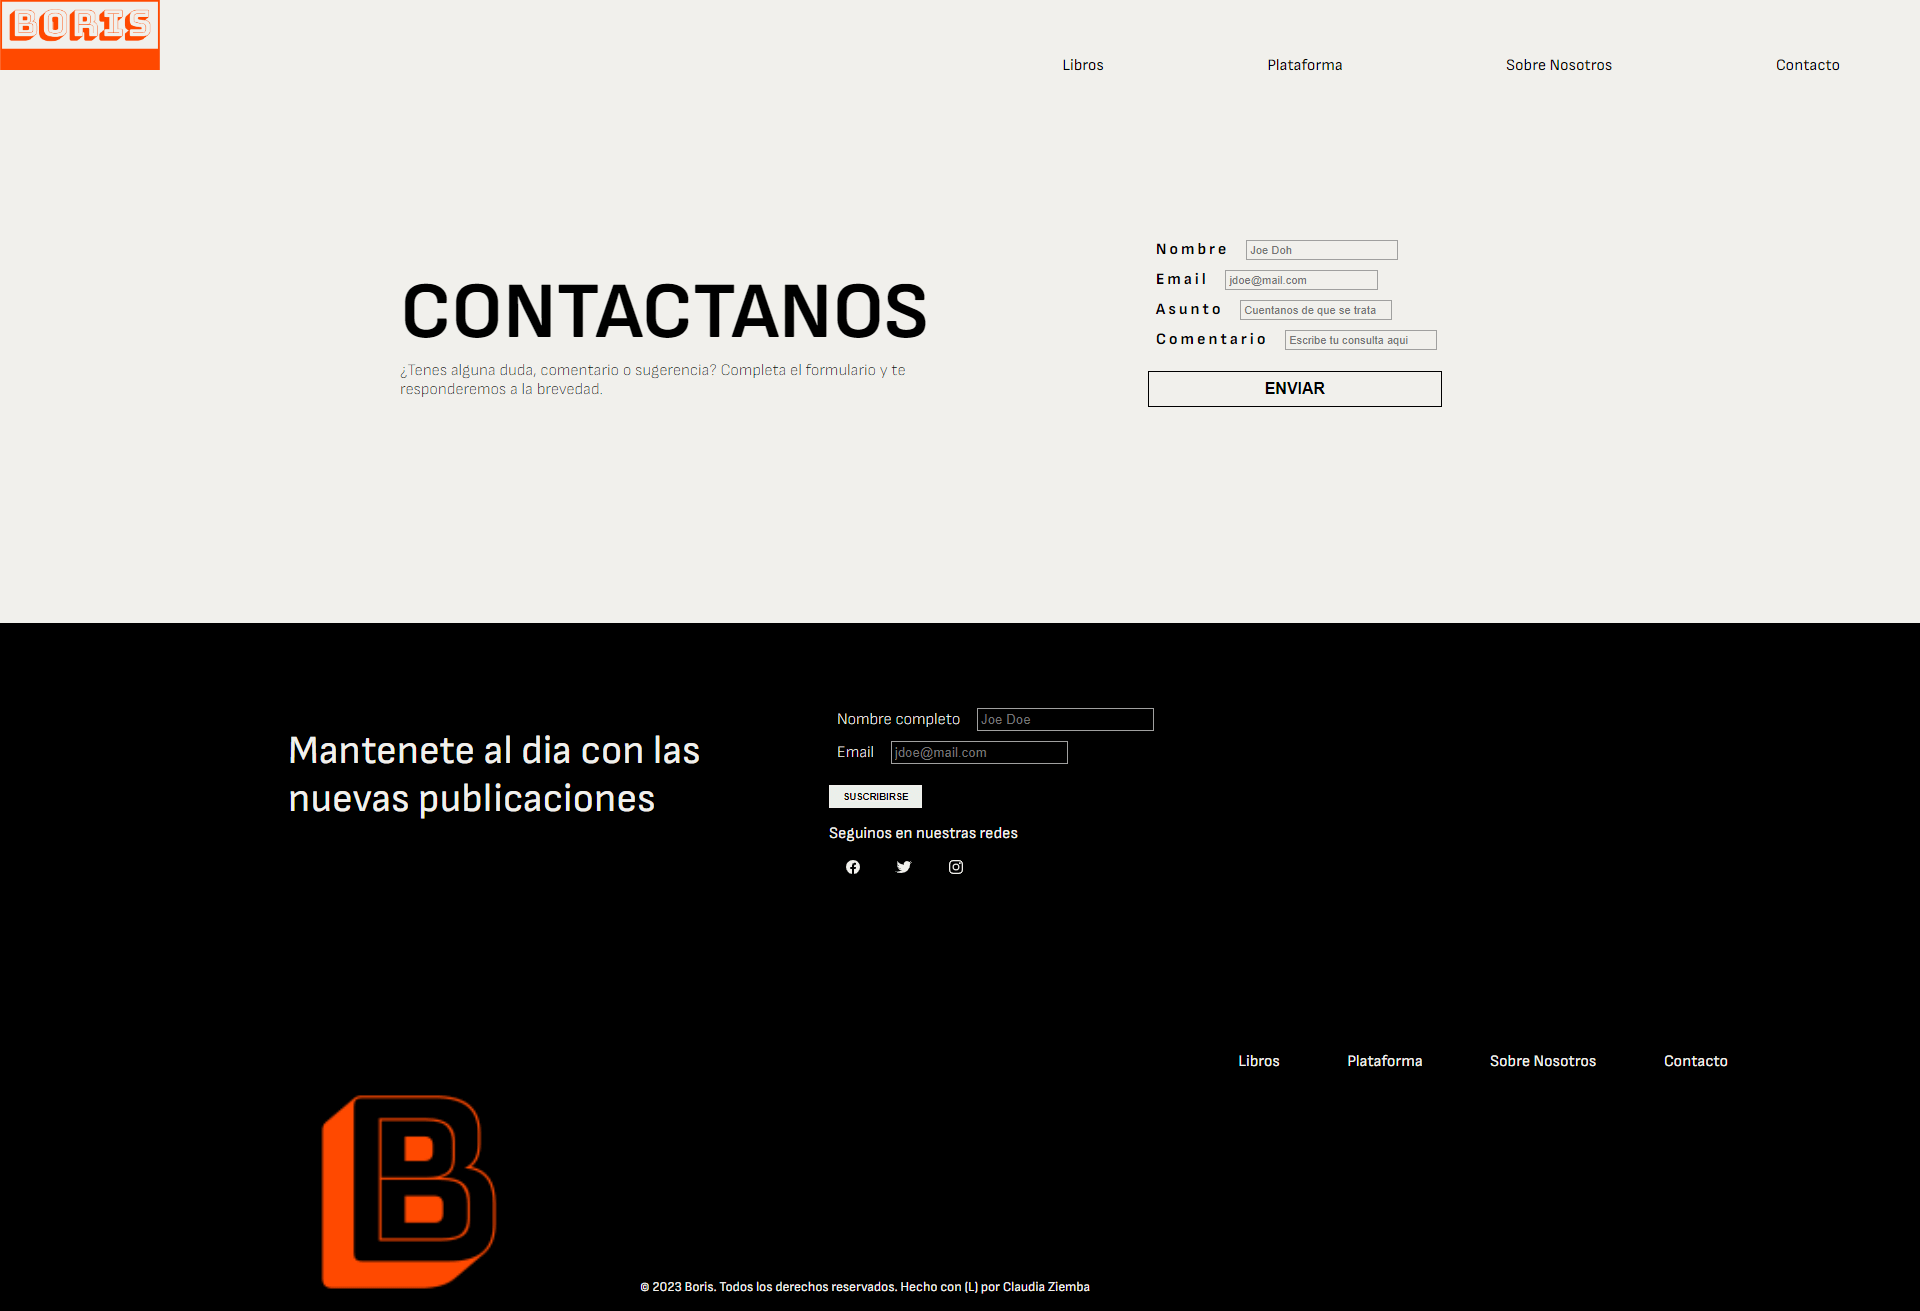 BORIS
Libros
Plataforma
Sobre Nosotros
Contacto
CONTACTANOS
¿Tenes alguna duda, comentario o sugerencia? Completa el formulario y te
responderemos a la brevedad.
Nombre Joe Doh
Email jdoe@mail.com
Asunto Cuentanos de que se trata
Comentario Escribe tu consulta aqui
ENVIAR
Mantenete al dia con las
nuevas publicaciones
Nombre completo Joe Doe
Email jdoe@mail.com
SUSCRIBIRSE
Seguinos en nuestras redes
Libros
Plataforma
Sobre Nosotros
Contacto
B
© 2023 Boris. Todos los derechos reservados. Hecho con (L) por Claudia Ziemba